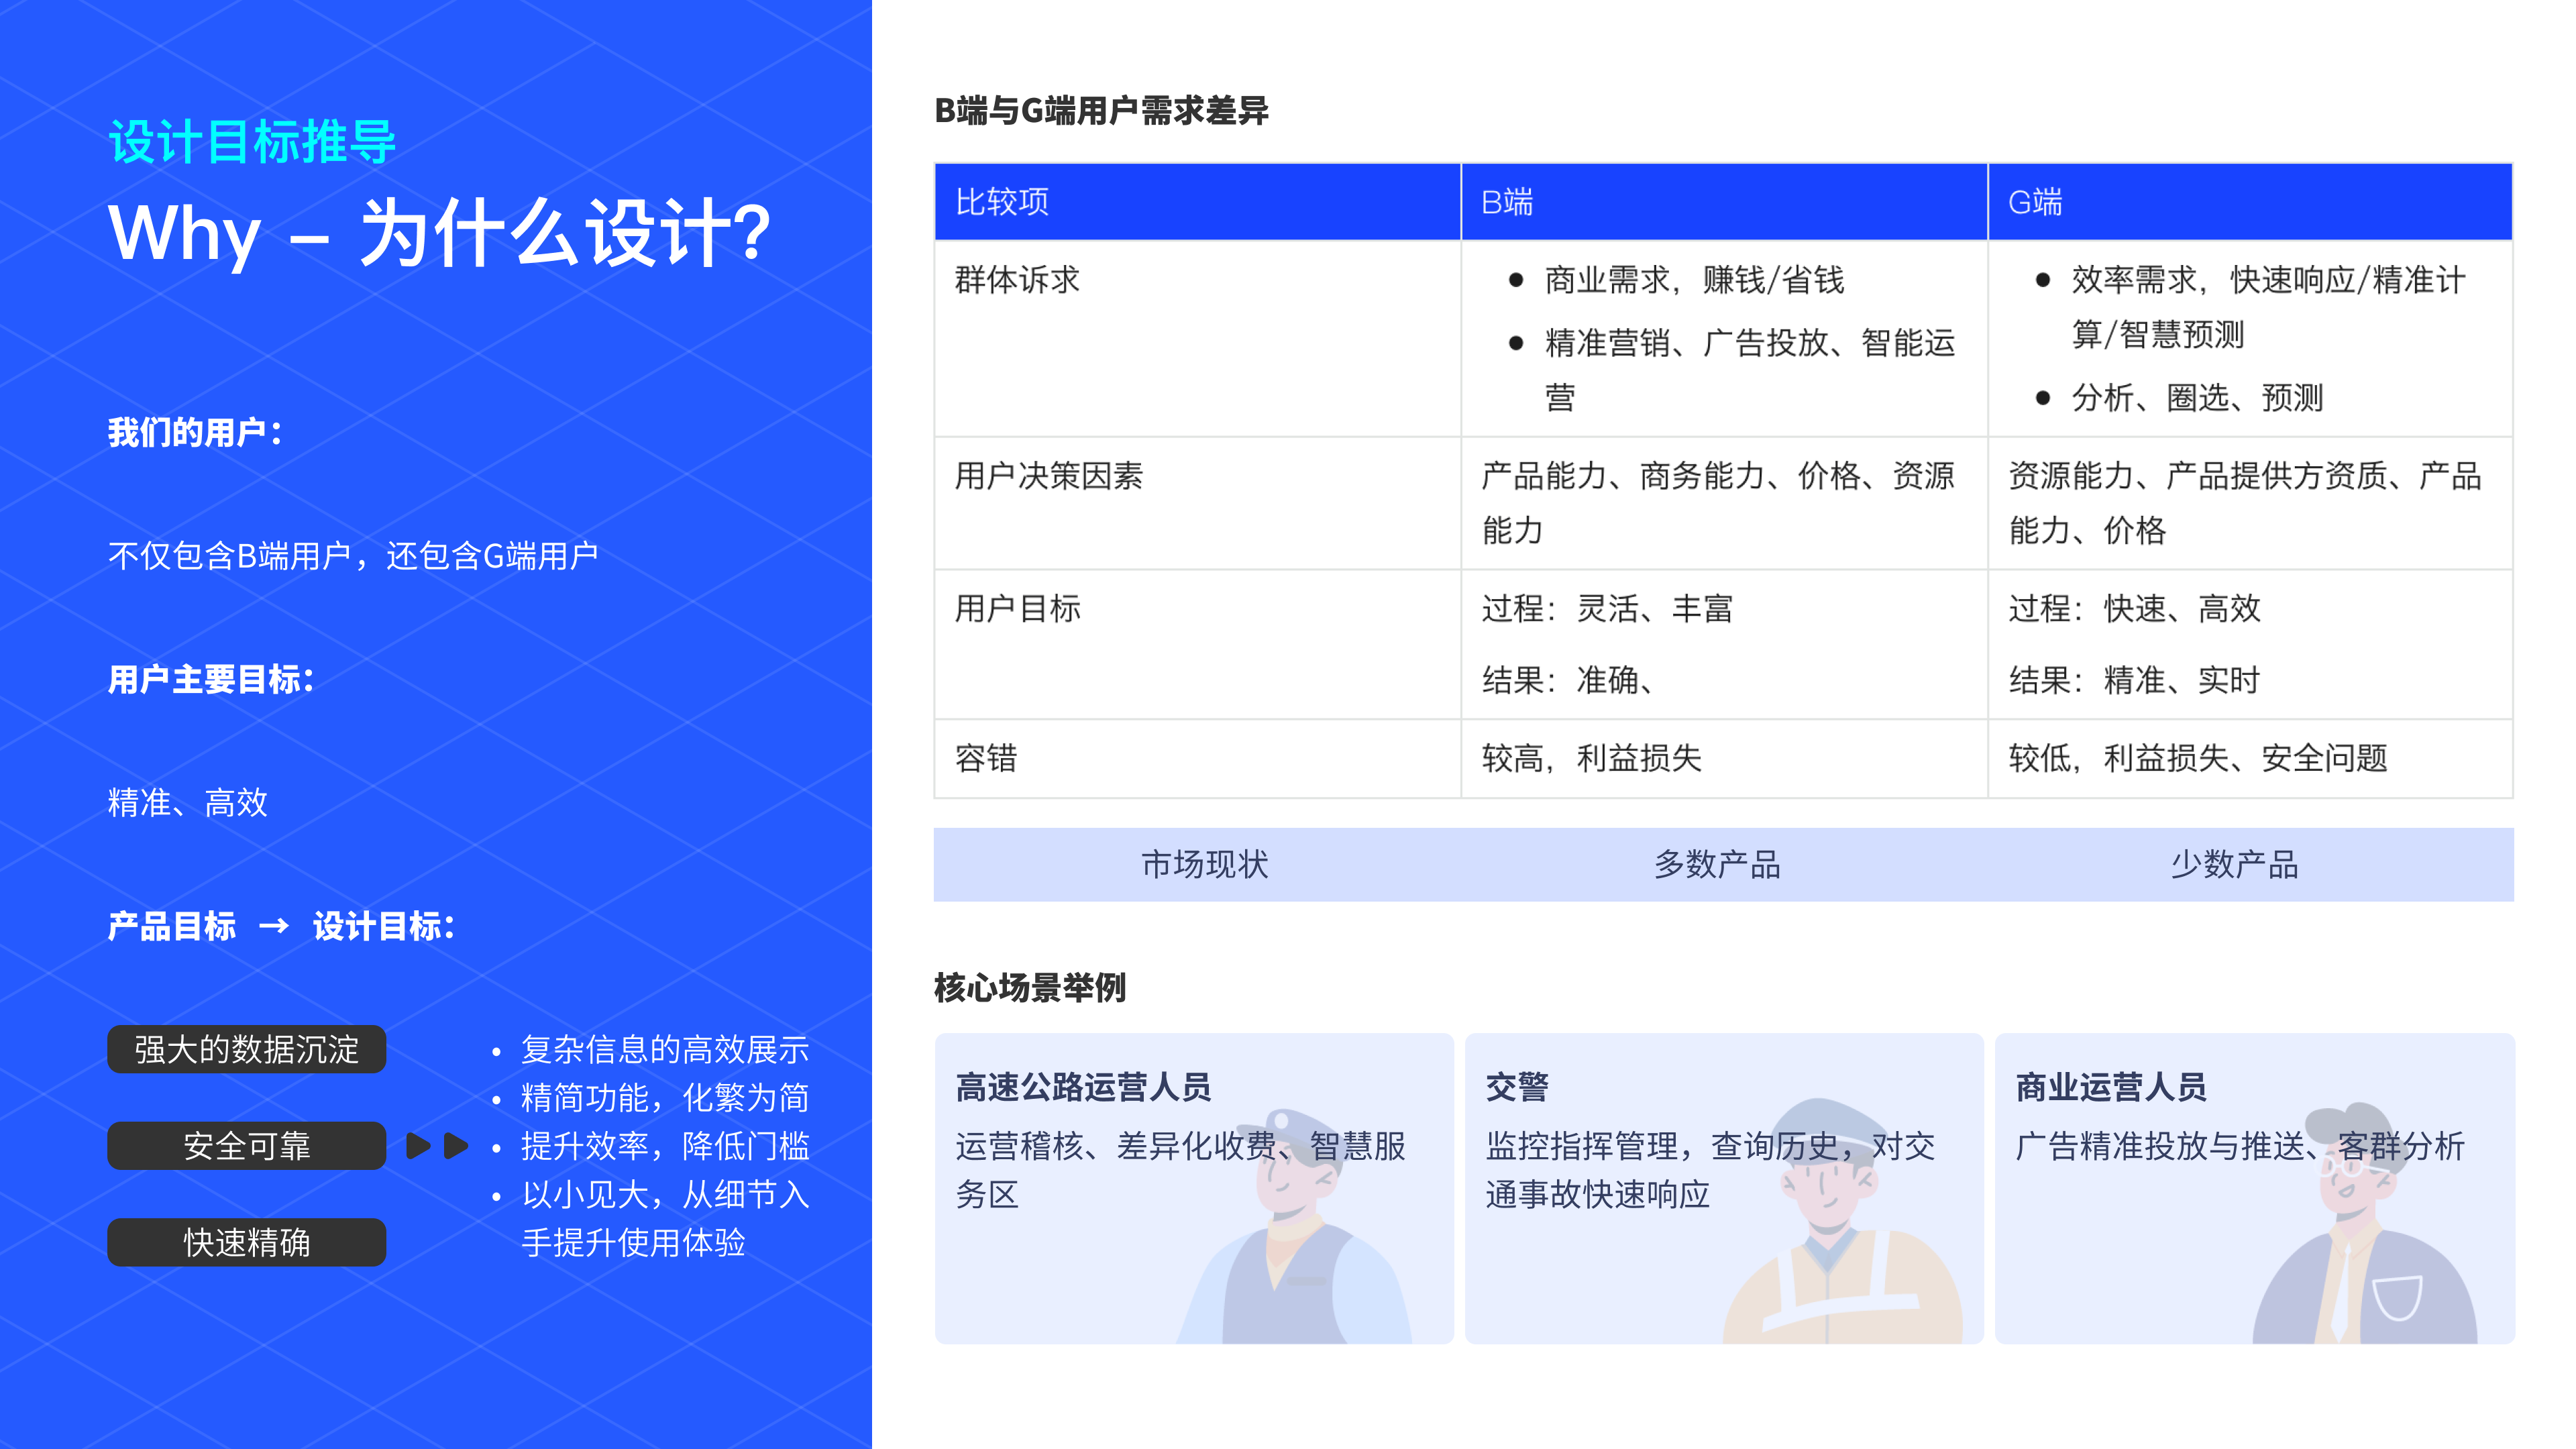 设计目标推导
Why – 为什么设计?
我们的用户：
不仅包含B端用户，还包含G端用户
用户主要目标：
精准、高效
产品目标 → 设计目标：
强大的数据沉淀
安全可靠
快速精确
• 复杂信息的高效展示
• 精简功能，化繁为简
• 提升效率，降低门槛
• 以小见大，从细节入
手提升使用体验
B端与G端用户需求差异
比较项 B端 G端
群体诉求
● 商业需求，赚钱/省钱
● 精准营销、广告投放、智能运
营
● 效率需求，快速响应/精准计
算/智慧预测
● 分析、圈选、预测
用户决策因素
产品能力、商务能力、价格、资源
能力
资源能力、产品提供方资质、产品
能力、价格
用户目标
过程：灵活、丰富
结果：准确、
过程：快速、高效
结果：精准、实时
容错 较高，利益损失 较低，利益损失、安全问题
市场现状 多数产品 少数产品
核心场景举例
高速公路运营人员
运营稽核、差异化收费、智慧服
务区
交警
监控指挥管理，查询历史，对交
通事故快速响应
商业运营人员
广告精准投放与推送、客群分析